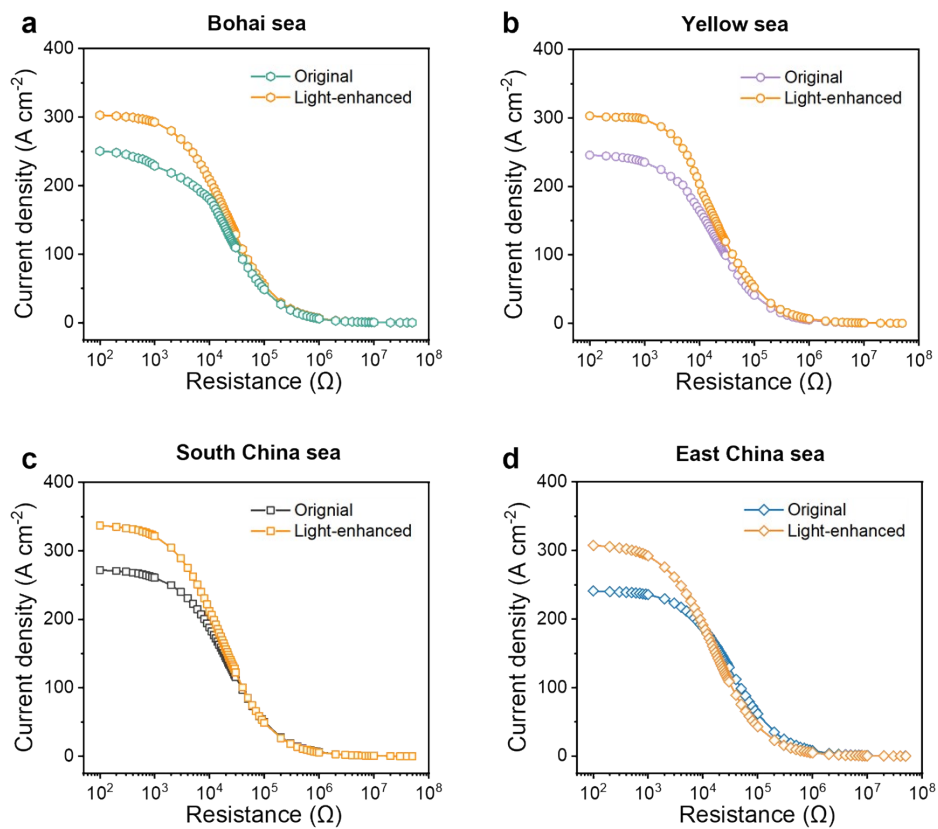 a
Bohai sea
400
300
200
100
0
Current density (A cm⁻²)
Original
Light-enhanced
10² 10³ 10⁴ 10⁵ 10⁶ 10⁷ 10⁸
Resistance (Ω)
b
Yellow sea
400
300
200
100
0
Current density (A cm⁻²)
Original
Light-enhanced
10² 10³ 10⁴ 10⁵ 10⁶ 10⁷ 10⁸
Resistance (Ω)
c
South China sea
400
300
200
100
0
Current density (A cm⁻²)
Orignial
Light-enhanced
10² 10³ 10⁴ 10⁵ 10⁶ 10⁷ 10⁸
Resistance (Ω)
d
East China sea
400
300
200
100
0
Current density (A cm⁻²)
Original
Light-enhanced
10² 10³ 10⁴ 10⁵ 10⁶ 10⁷ 10⁸
Resistance (Ω)